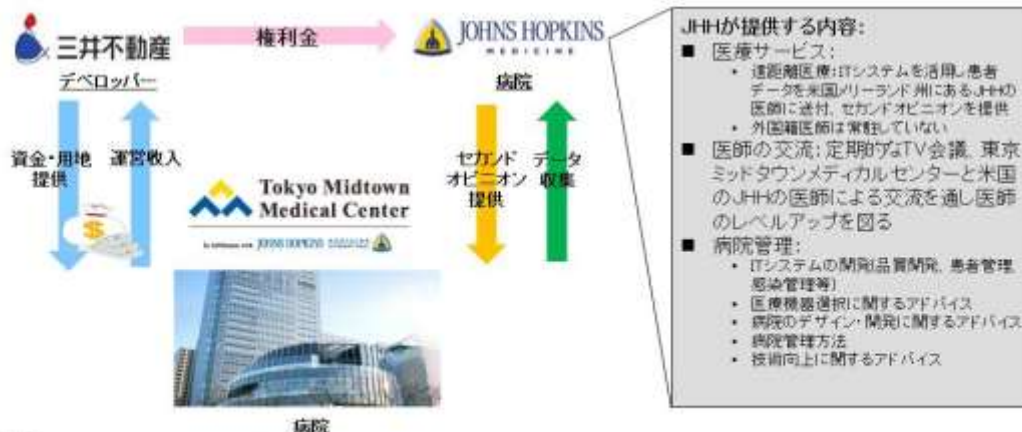 三井不動産
デベロッパー
権利金
JOHNS HOPKINS
MEDICINE
病院
資金・用地
提供
運営収入
セカンド
オピニオン
提供
データ
収集
Tokyo Midtown
Medical Center
JOHNS HOPKINS
病院
JHHが提供する内容:
■ 医療サービス:
• 遠距離医療:ITシステムを活用し患者
データを米国メリーランド州にあるJHHの
医師に送付、セカンドオピニオンを提供
• 外国籍医師は常駐していない
■ 医師の交流:定期的なTV会議、東京
ミッドタウンメディカルセンターと米国
のJHHの医師による交流を通し医師
のレベルアップを図る
■ 病院管理:
• ITシステムの開発(品質開発、患者管理
感染管理等)
• 医療機器選択に関するアドバイス
• 病院のデザイン・開発に関するアドバイス
• 病院管理方法
• 技術向上に関するアドバイス